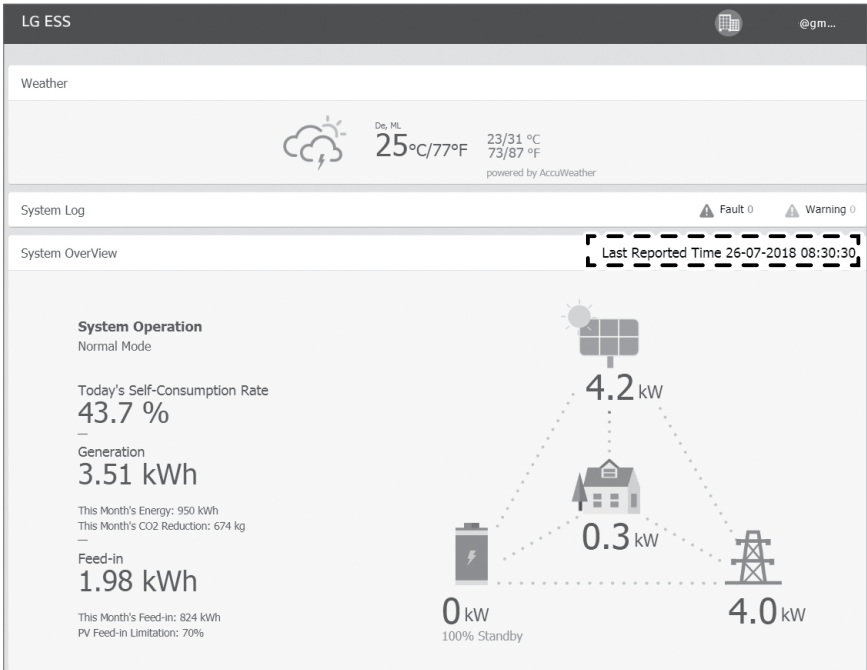 LG ESS
@gm...
Weather
De, ML
25°C/77°F
23/31 °C
73/87 °F
powered by AccuWeather
System Log
Fault 0
Warning 0
System OverView
Last Reported Time 26-07-2018 08:30:30
System Operation
Normal Mode
Today's Self-Consumption Rate
43.7 %
Generation
3.51 kWh
This Month's Energy: 950 kWh
This Month's CO2 Reduction: 674 kg
Feed-in
1.98 kWh
This Month's Feed-in: 824 kWh
PV Feed-in Limitation: 70%
4.2 kW
0.3 kW
0 kW
100% Standby
4.0 kW